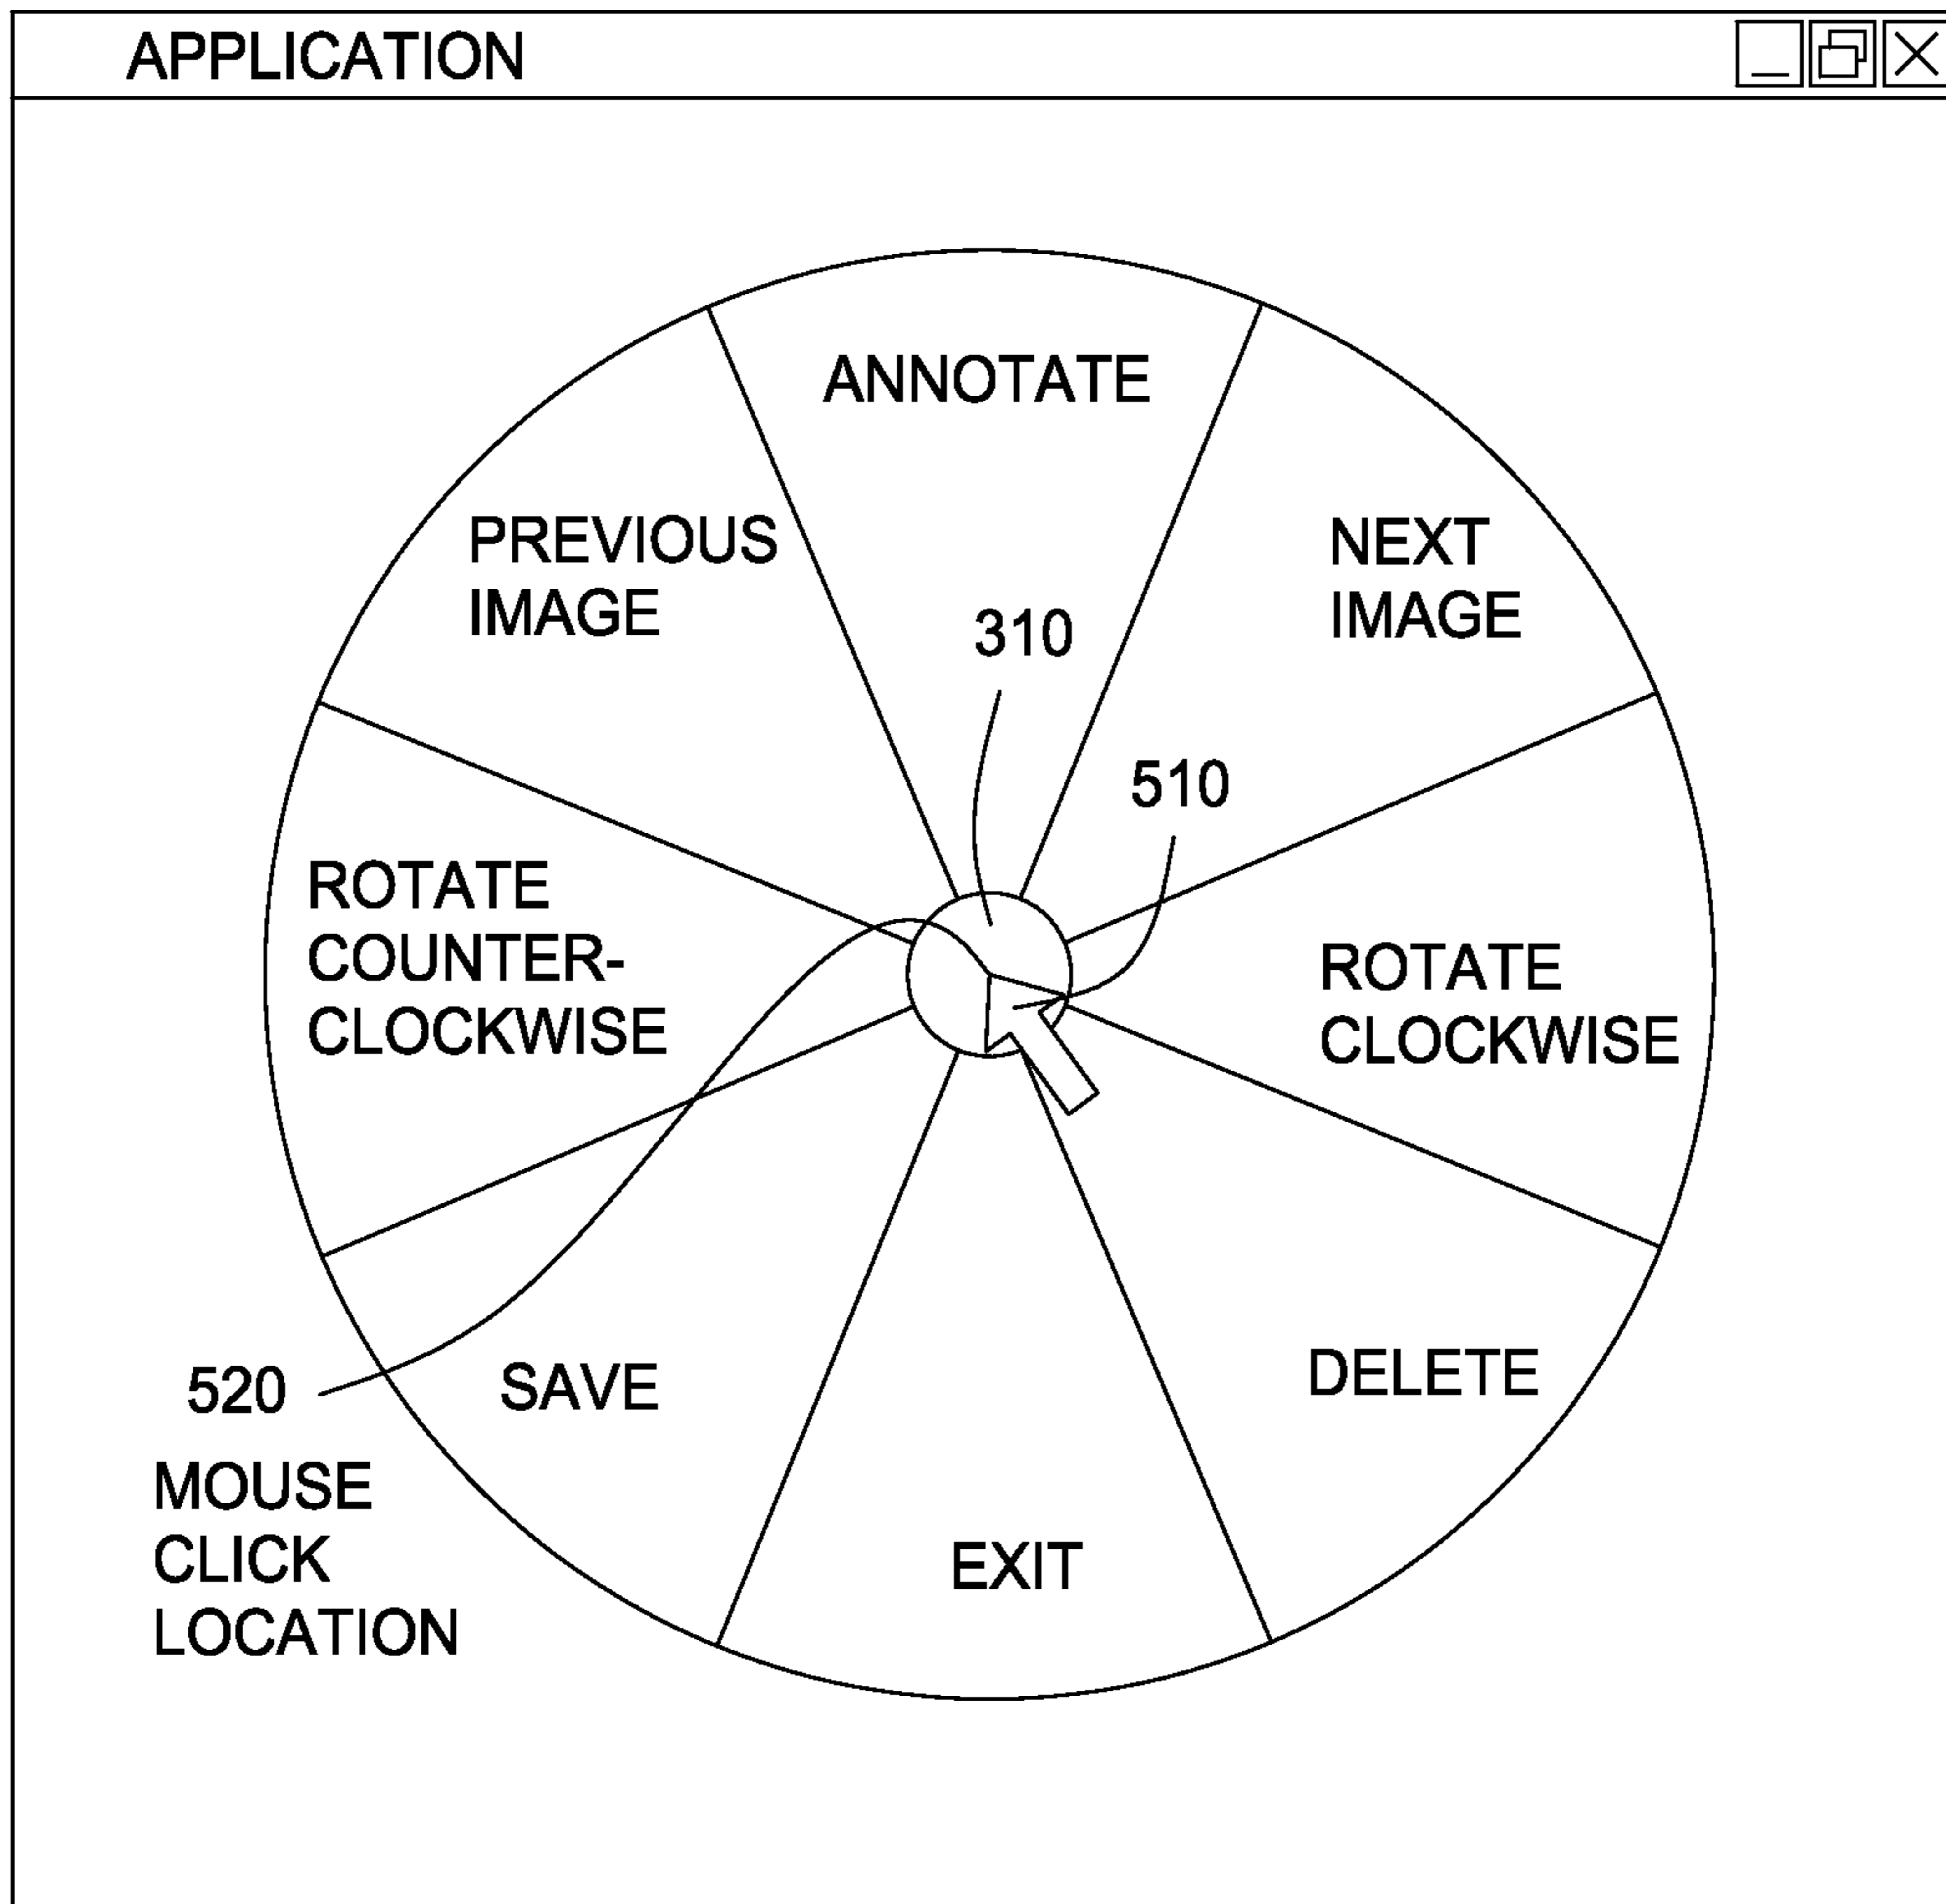 APPLICATION
ANNOTATE
PREVIOUS
IMAGE
NEXT
IMAGE
310
510
ROTATE
COUNTER-
CLOCKWISE
ROTATE
CLOCKWISE
520
MOUSE
CLICK
LOCATION
SAVE
DELETE
EXIT